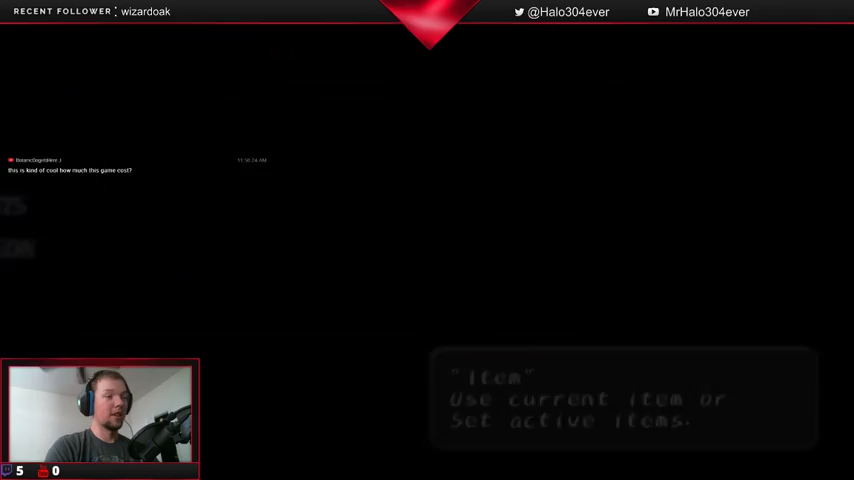 RECENT FOLLOWER: wizardoak
@Halo304ever
MrHalo304ever
this is kind of cool how much this game cost?
"Item"
Use current item or
Set active items.
5
0